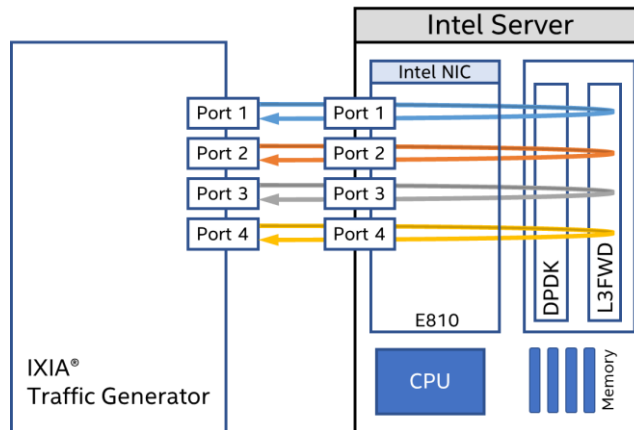 Intel Server
Intel NIC
Port 1
Port 1
Port 2
Port 2
Port 3
Port 3
Port 4
Port 4
DPDK
L3FWD
E810
IXIA®
Traffic Generator
CPU
Memory